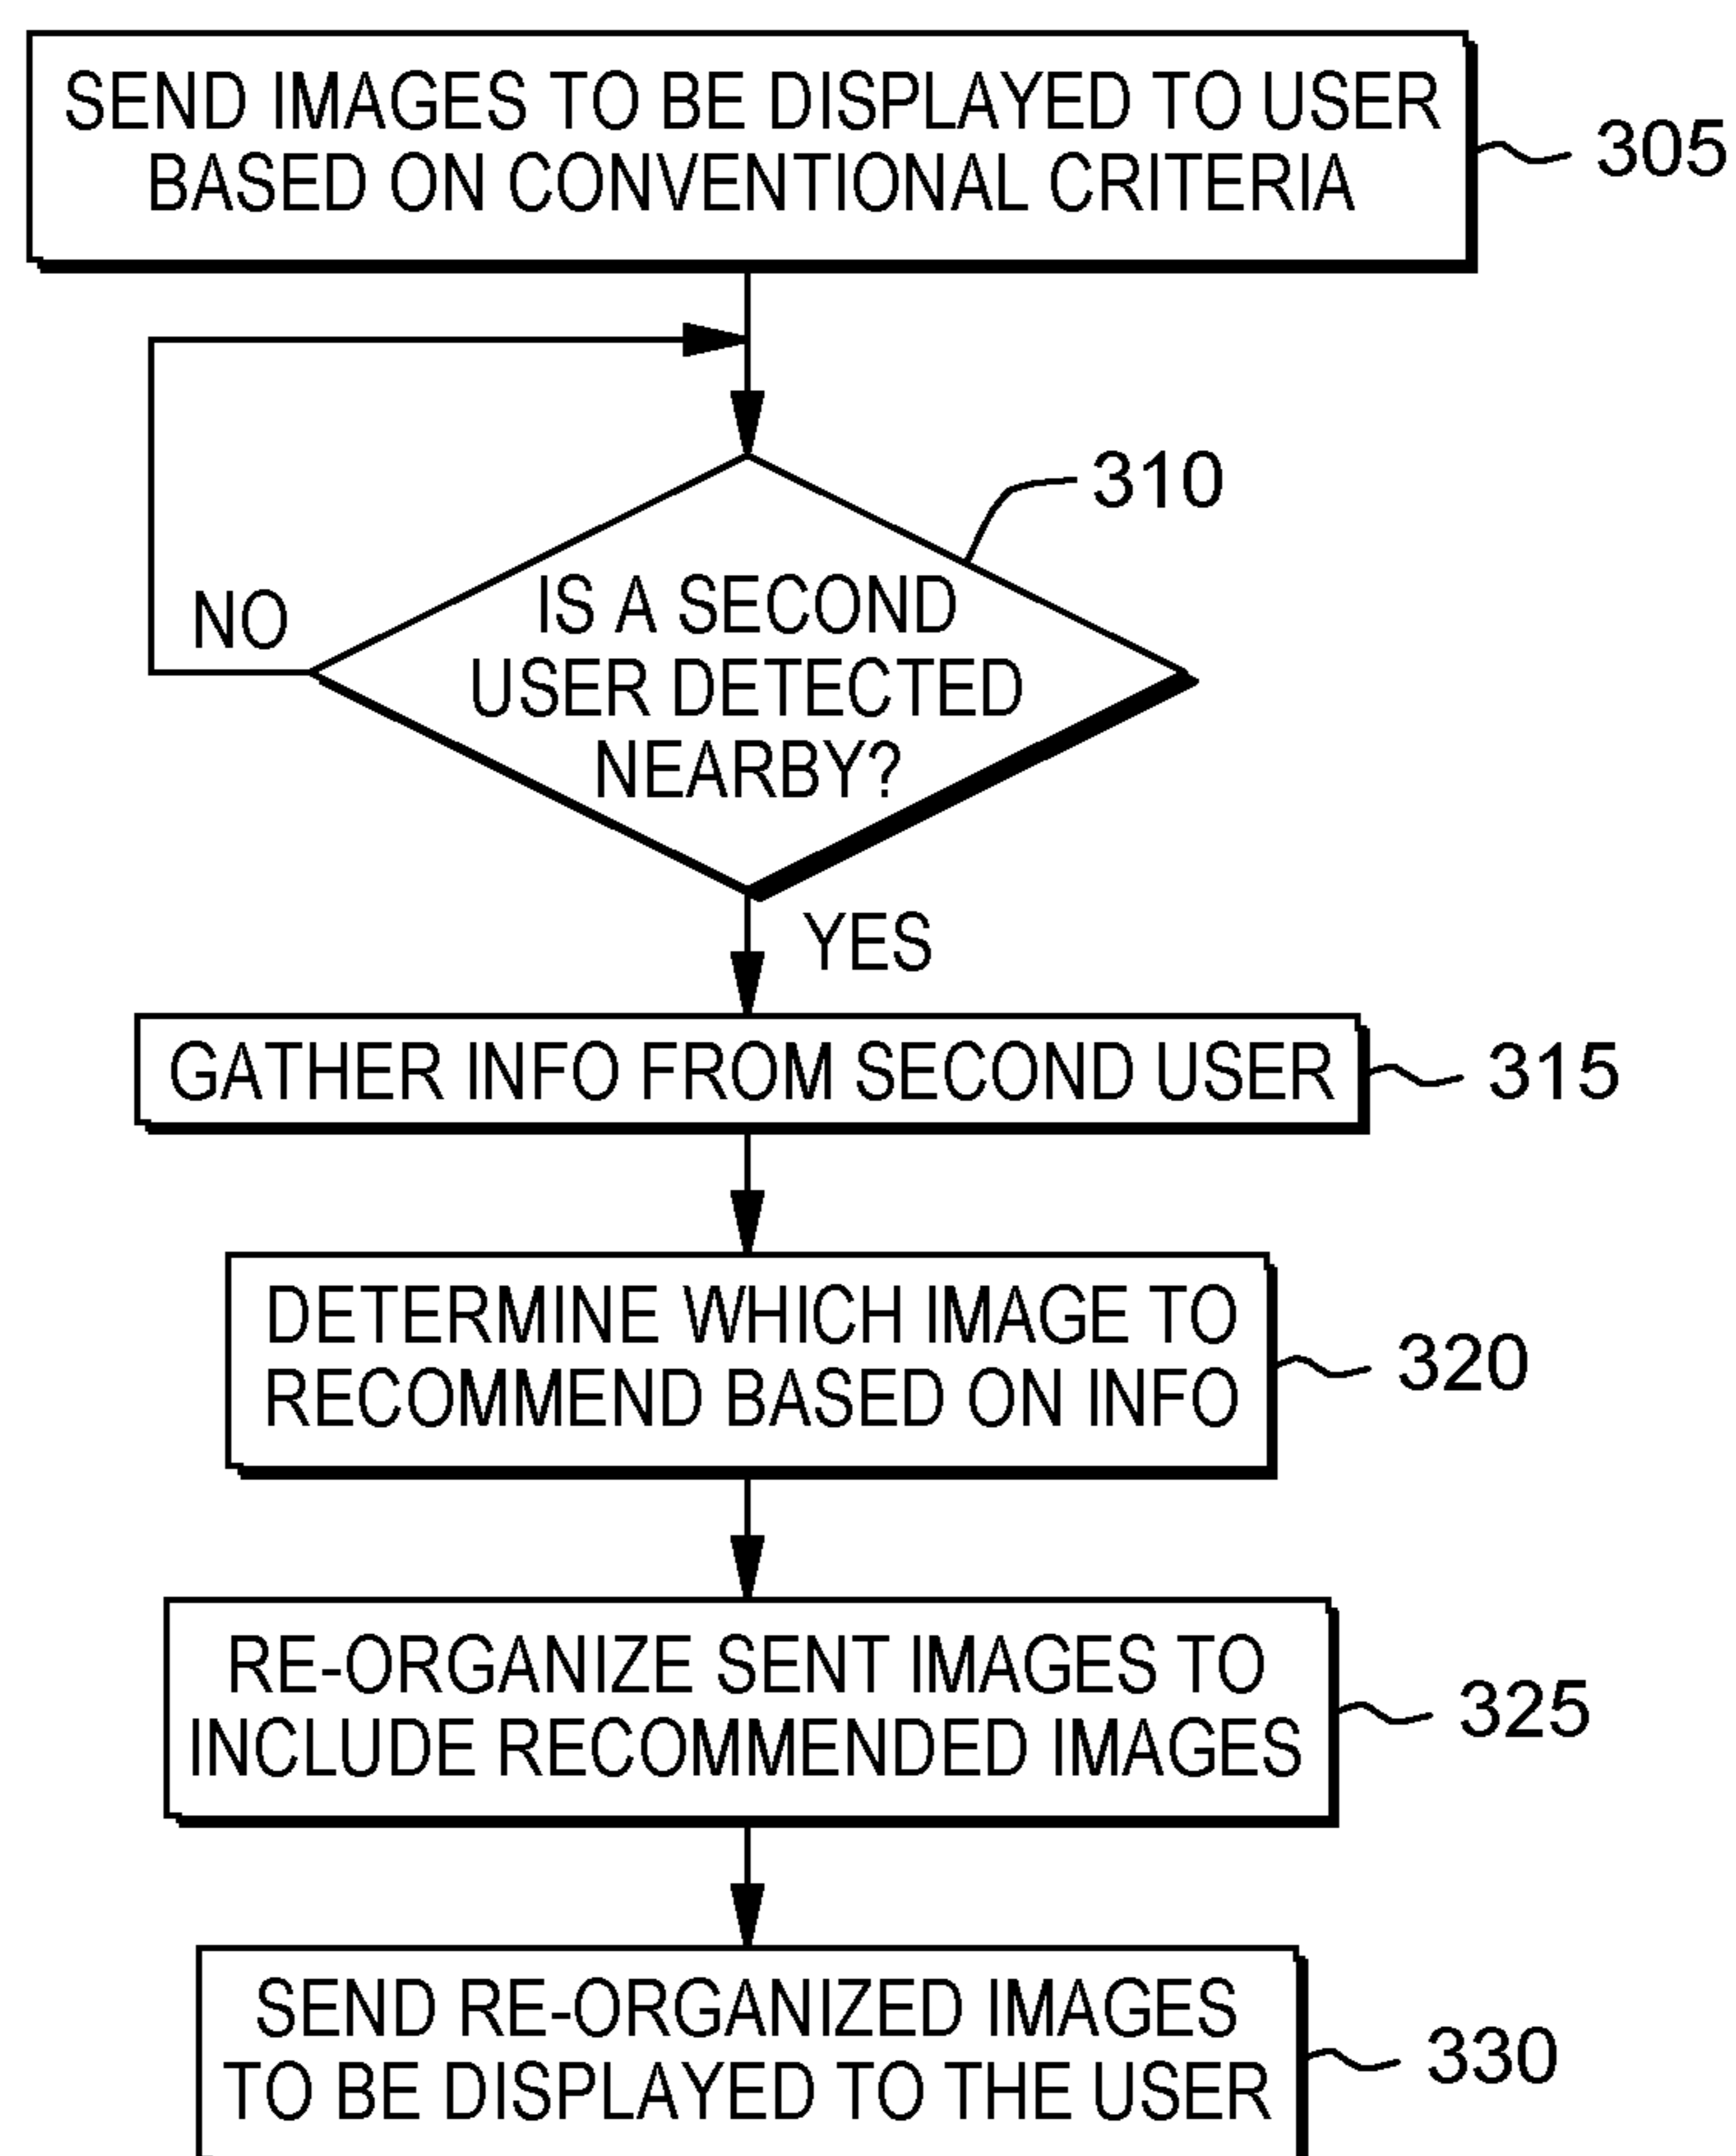 SEND IMAGES TO BE DISPLAYED TO USER
BASED ON CONVENTIONAL CRITERIA
305
310
IS A SECOND
USER DETECTED
NEARBY?
NO
YES
GATHER INFO FROM SECOND USER
315
DETERMINE WHICH IMAGE TO
RECOMMEND BASED ON INFO
320
RE-ORGANIZE SENT IMAGES TO
INCLUDE RECOMMENDED IMAGES
325
SEND RE-ORGANIZED IMAGES
TO BE DISPLAYED TO THE USER
330